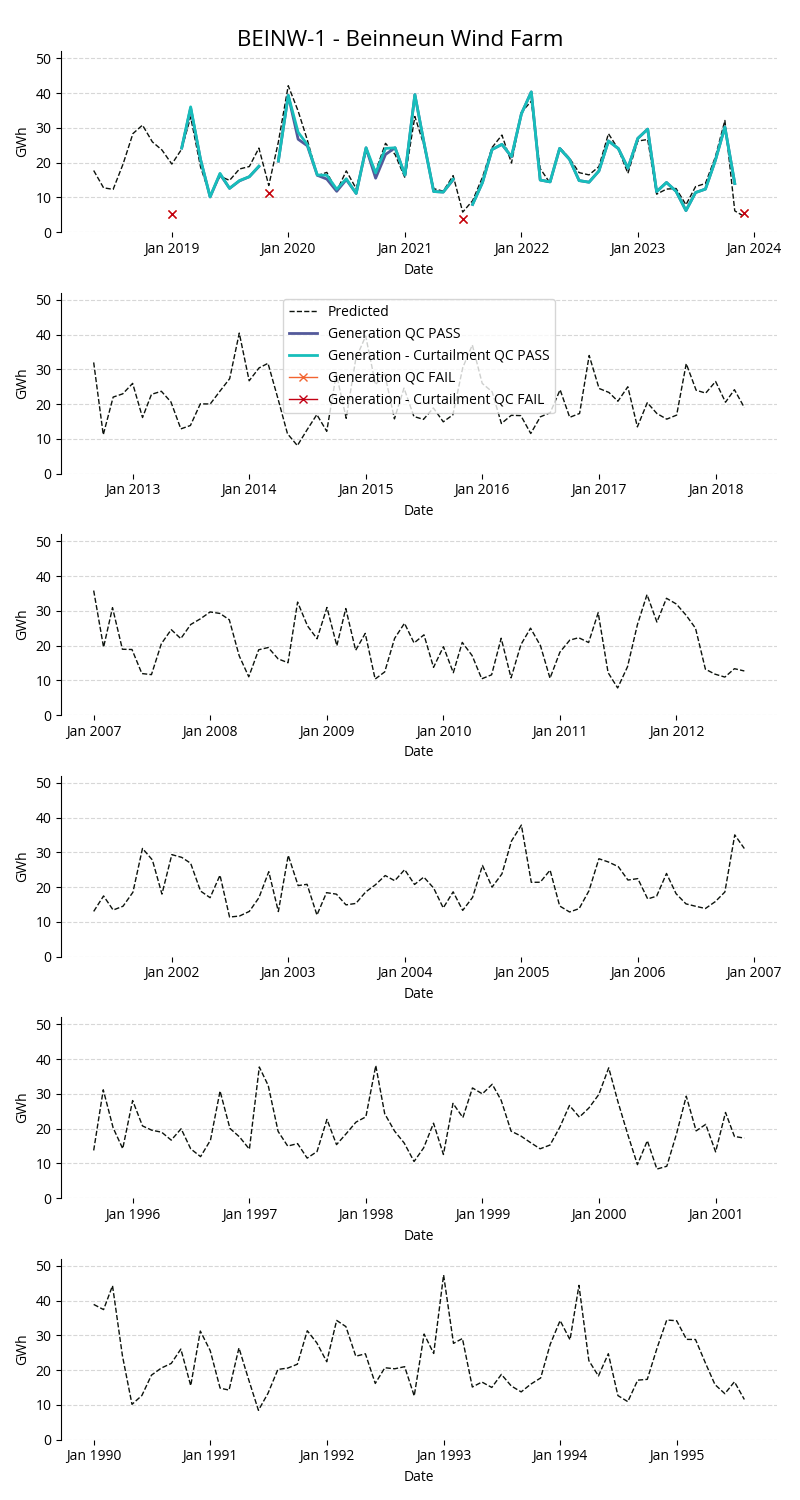 BEINW-1 - Beinneun Wind Farm
50
40
30
20
10
0
GWh
Jan 2019 Jan 2020 Jan 2021 Jan 2022 Jan 2023 Jan 2024
Date
50
40
30
20
10
0
GWh
Predicted
Generation QC PASS
Generation - Curtailment QC PASS
Generation QC FAIL
Generation - Curtailment QC FAIL
Jan 2013 Jan 2014 Jan 2015 Jan 2016 Jan 2017 Jan 2018
Date
50
40
30
20
10
0
GWh
Jan 2007 Jan 2008 Jan 2009 Jan 2010 Jan 2011 Jan 2012
Date
50
40
30
20
10
0
GWh
Jan 2002 Jan 2003 Jan 2004 Jan 2005 Jan 2006 Jan 2007
Date
50
40
30
20
10
0
GWh
Jan 1996 Jan 1997 Jan 1998 Jan 1999 Jan 2000 Jan 2001
Date
50
40
30
20
10
0
GWh
Jan 1990 Jan 1991 Jan 1992 Jan 1993 Jan 1994 Jan 1995
Date